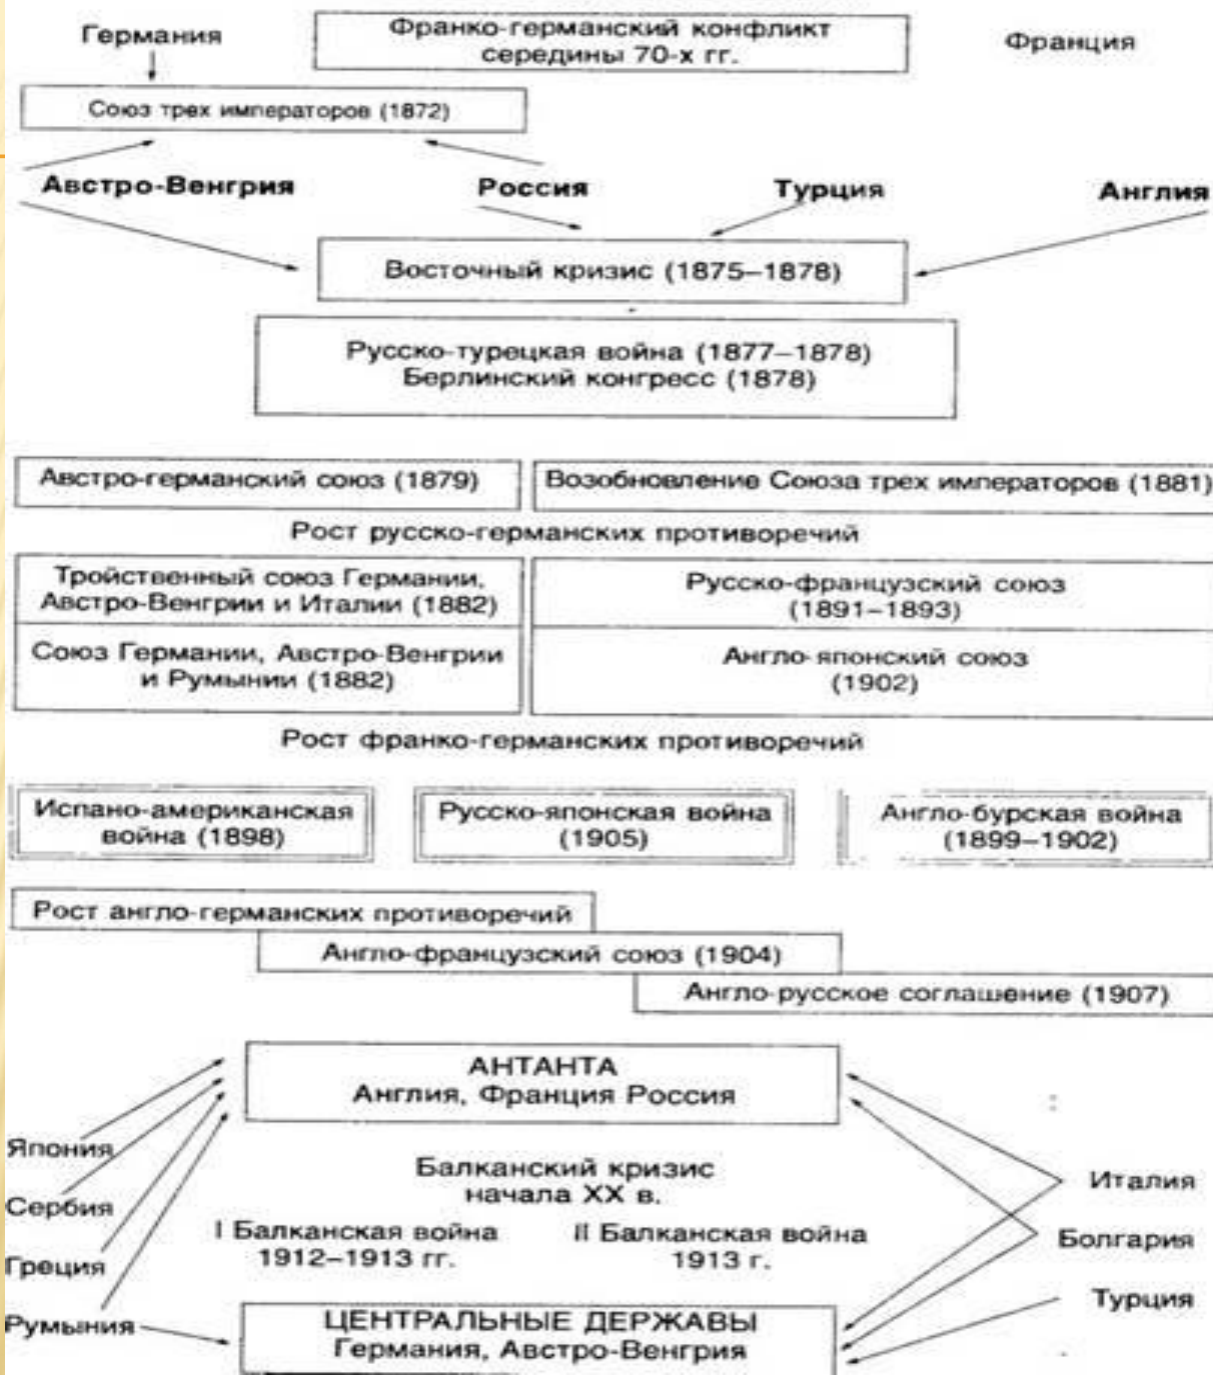 Германия
Франко-германский конфликт
середины 70-х гг.
Франция
Союз трех императоров (1872)
Австро-Венгрия
Россия
Турция
Англия
Восточный кризис (1875–1878)
Русско-турецкая война (1877–1878)
Берлинский конгресс (1878)
Австро-германский союз (1879)
Возобновление Союза трех императоров (1881)
Рост русско-германских противоречий
Тройственный союз Германии,
Австро-Венгрии и Италии (1882)
Русско-французский союз
(1891–1893)
Союз Германии, Австро-Венгрии
и Румынии (1882)
Англо-японский союз
(1902)
Рост франко-германских противоречий
Испано-американская
война (1898)
Русско-японская война
(1905)
Англо-бурская война
(1899–1902)
Рост англо-германских противоречий
Англо-французский союз (1904)
Англо-русское соглашение (1907)
АНТАНТА
Англия, Франция Россия
Япония
Сербия
Греция
Румыния
Балканский кризис
начала XX в.
I Балканская война
1912–1913 гг.
II Балканская война
1913 г.
Италия
Болгария
Турция
ЦЕНТРАЛЬНЫЕ ДЕРЖАВЫ
Германия, Австро-Венгрия